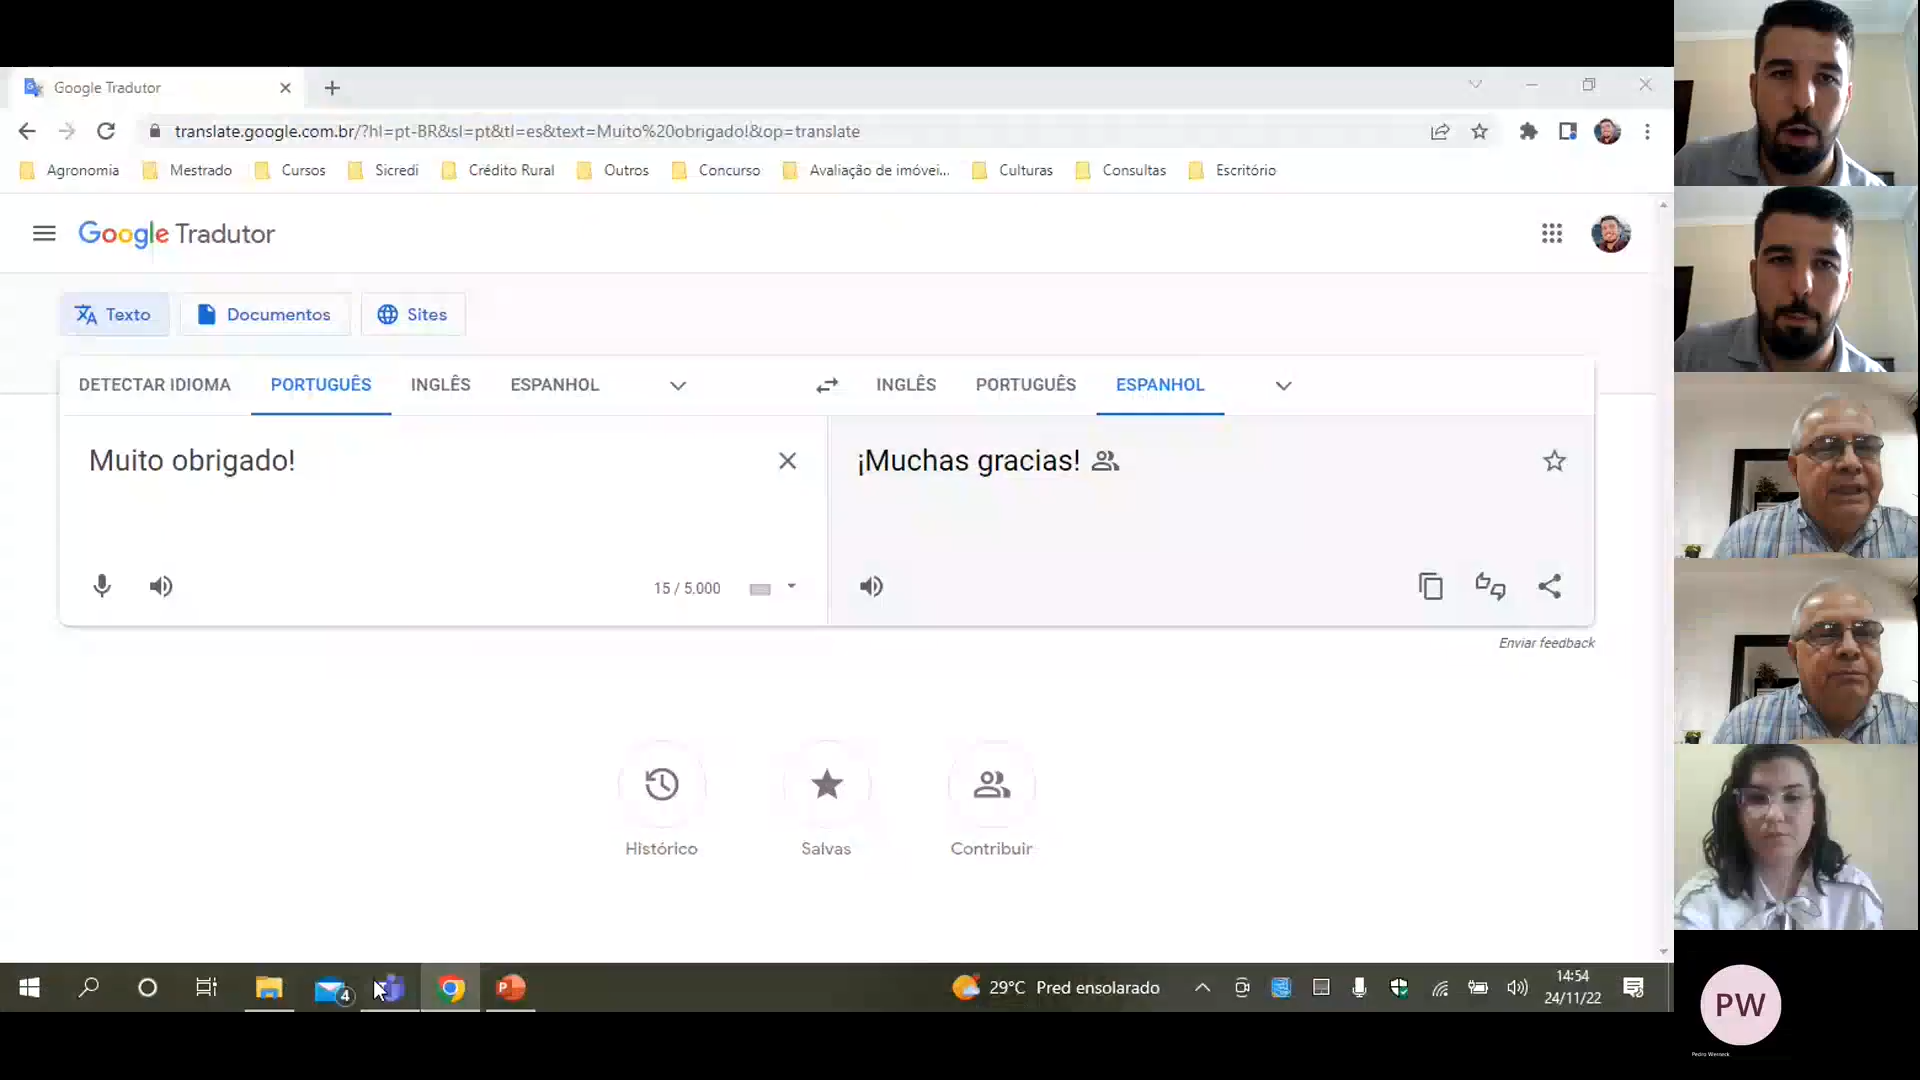 Google Tradutor
translate.google.com.br/?hl=pt-BR&sl=pt&tl=es&text=Muito%20obrigado!&op=translate
Agronomia Mestrado Cursos Sicredi Crédito Rural Outros Concurso Avaliação de imóvei... Culturas Consultas Escritório
Google Tradutor
Texto Documentos Sites
DETECTAR IDIOMA PORTUGUÊS INGLÊS ESPANHOL INGLÊS PORTUGUÊS ESPANHOL
Muito obrigado! ¡Muchas gracias!
15 / 5.000
Enviar feedback
Histórico Salvas Contribuir
4
29°C Pred ensolarado
14:54
24/11/22
PW
Pedro Werneck